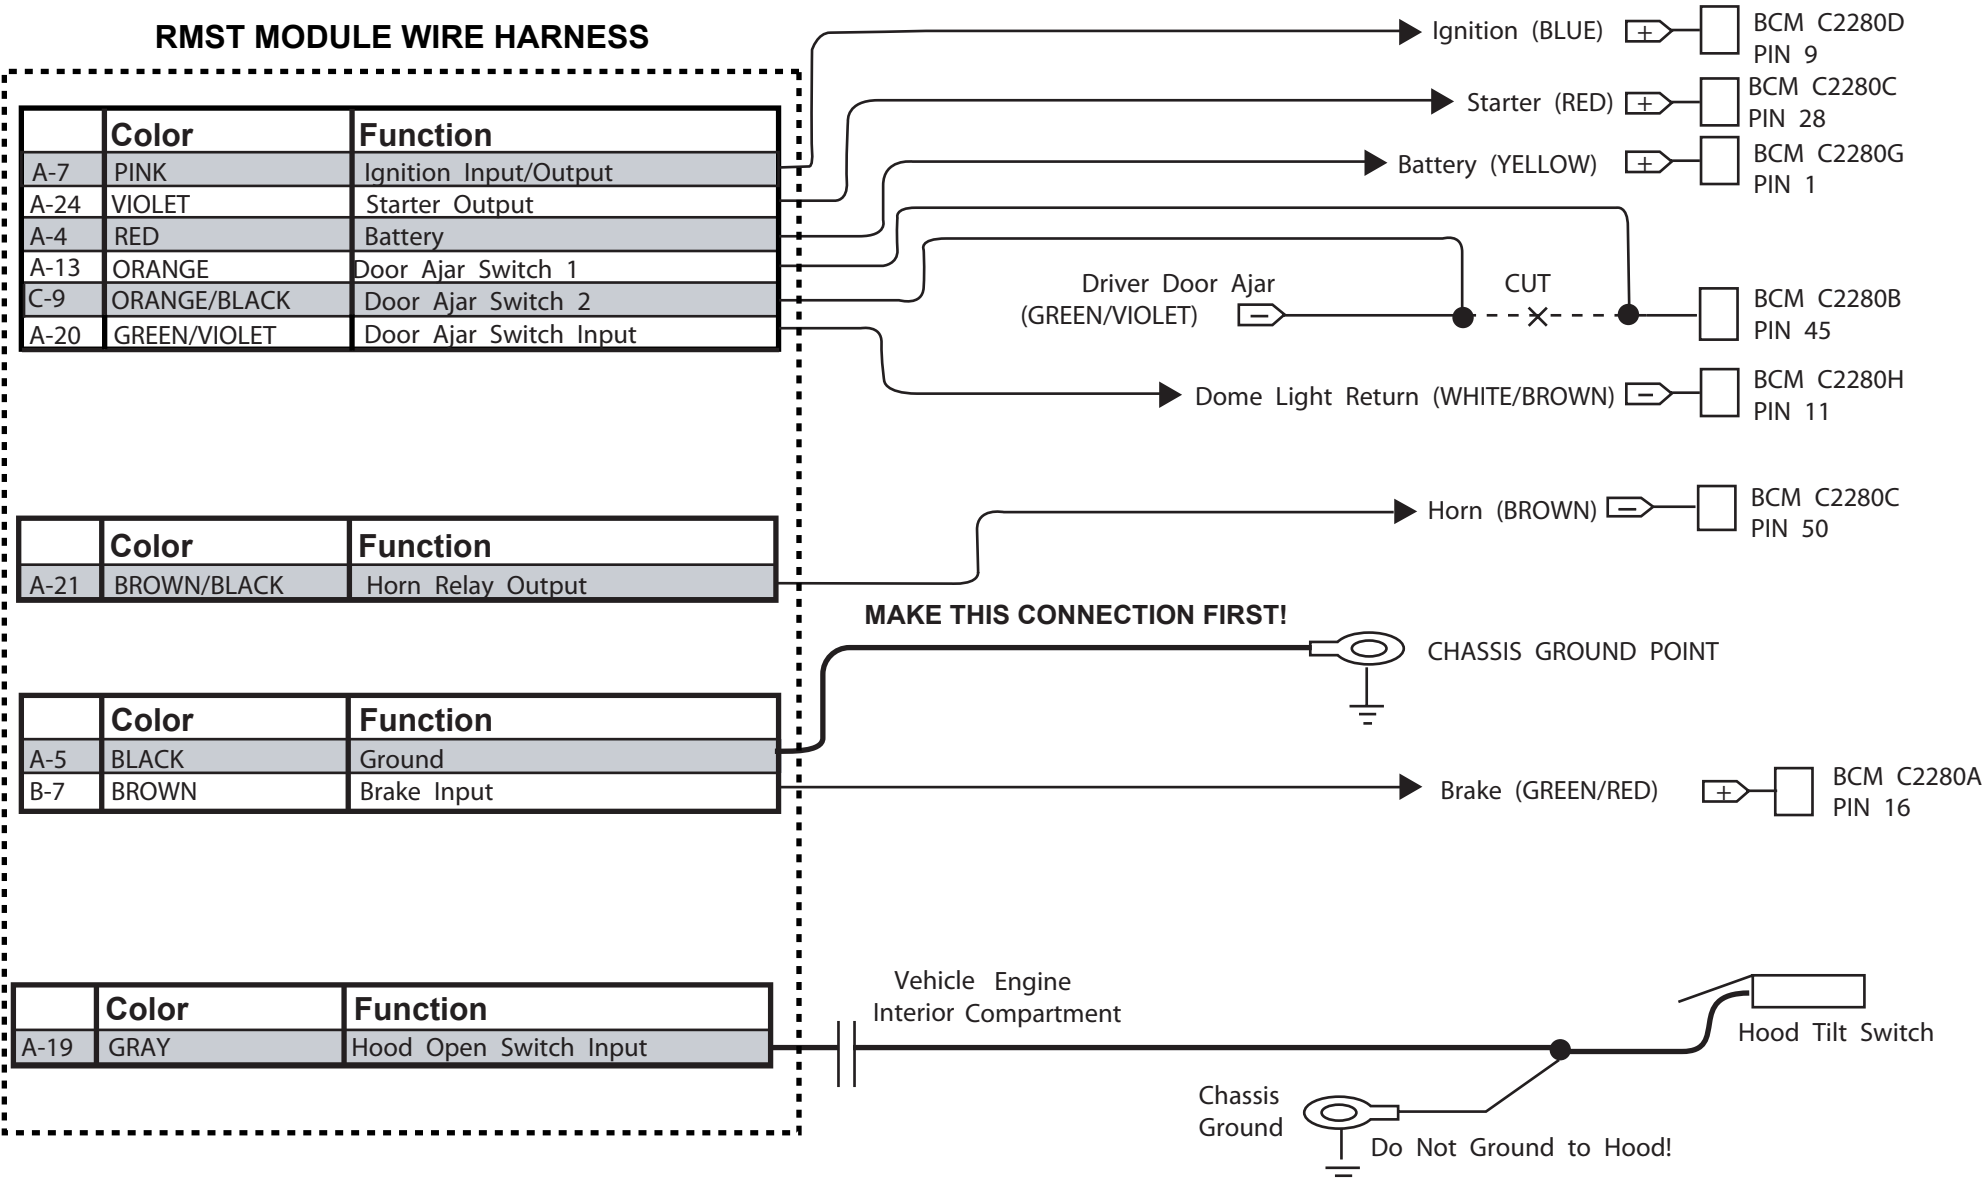 RMST MODULE WIRE HARNESS
Color Function
A-7 PINK Ignition Input/Output
A-24 VIOLET Starter Output
A-4 RED Battery
A-13 ORANGE Door Ajar Switch 1
C-9 ORANGE/BLACK Door Ajar Switch 2
A-20 GREEN/VIOLET Door Ajar Switch Input
Ignition (BLUE) +
BCM C2280D
PIN 9
Starter (RED) +
BCM C2280C
PIN 28
Battery (YELLOW) +
BCM C2280G
PIN 1
Driver Door Ajar
(GREEN/VIOLET) −
CUT
BCM C2280B
PIN 45
Dome Light Return (WHITE/BROWN) −
BCM C2280H
PIN 11
Color Function
A-21 BROWN/BLACK Horn Relay Output
Horn (BROWN) −
BCM C2280C
PIN 50
MAKE THIS CONNECTION FIRST!
CHASSIS GROUND POINT
Color Function
A-5 BLACK Ground
B-7 BROWN Brake Input
Brake (GREEN/RED) +
BCM C2280A
PIN 16
Color Function
A-19 GRAY Hood Open Switch Input
Vehicle Engine
Interior Compartment
Hood Tilt Switch
Chassis
Ground
Do Not Ground to Hood!